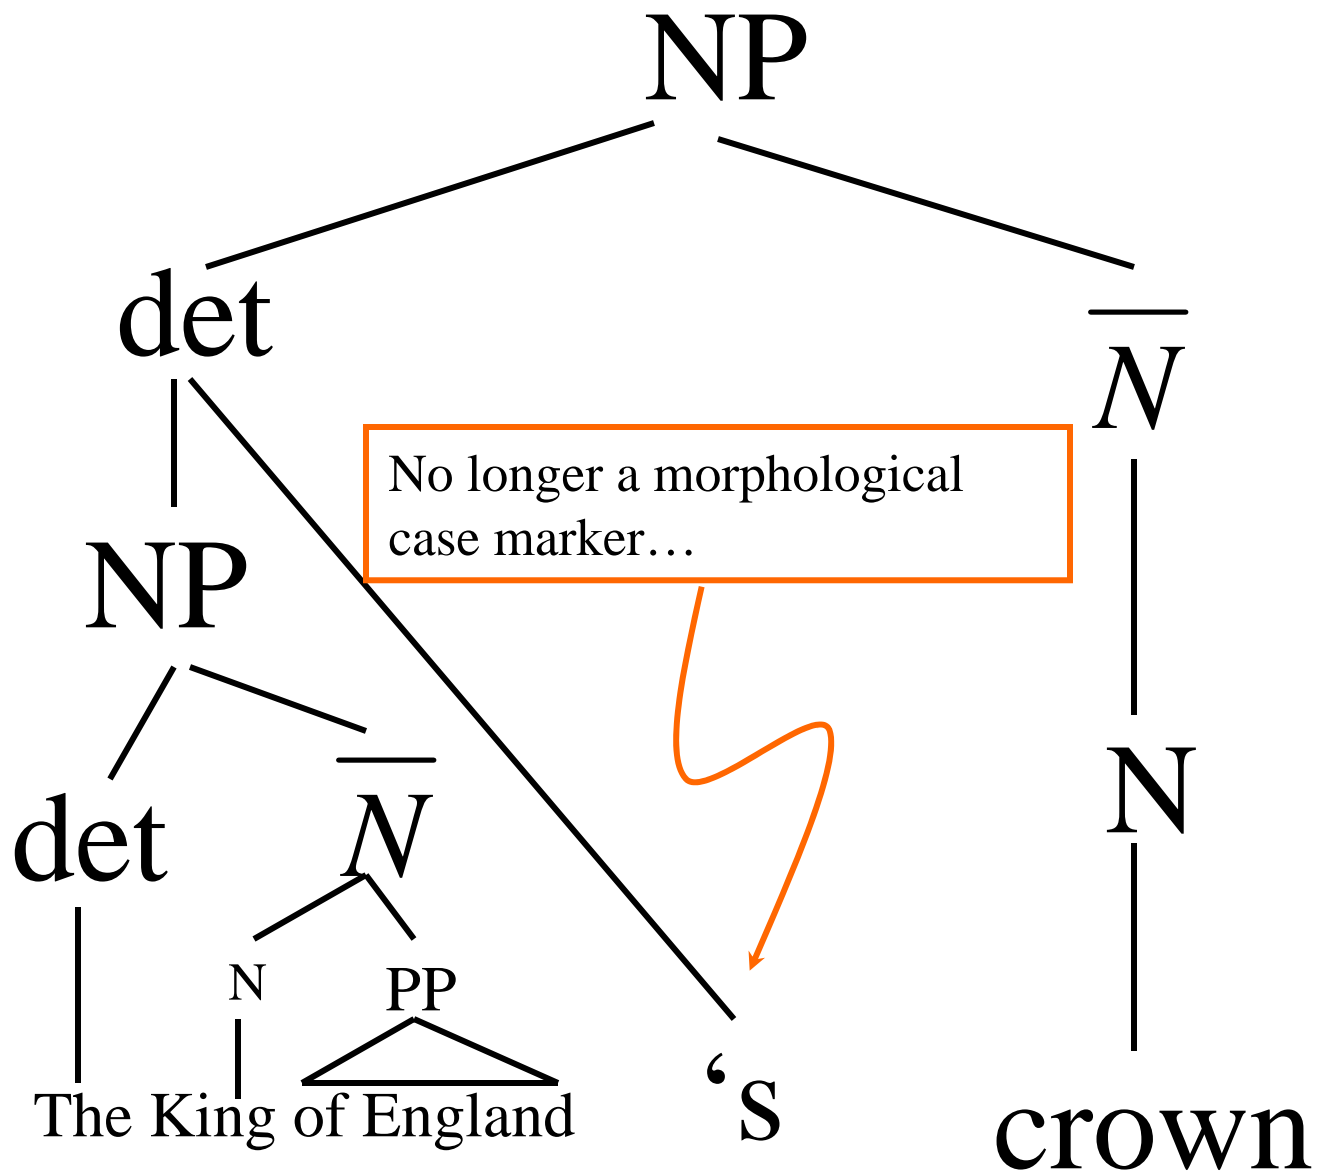 NP
det
N̅
No longer a morphological
case marker…
NP
N
det
N̅
N
PP
The King of England
‘s
crown